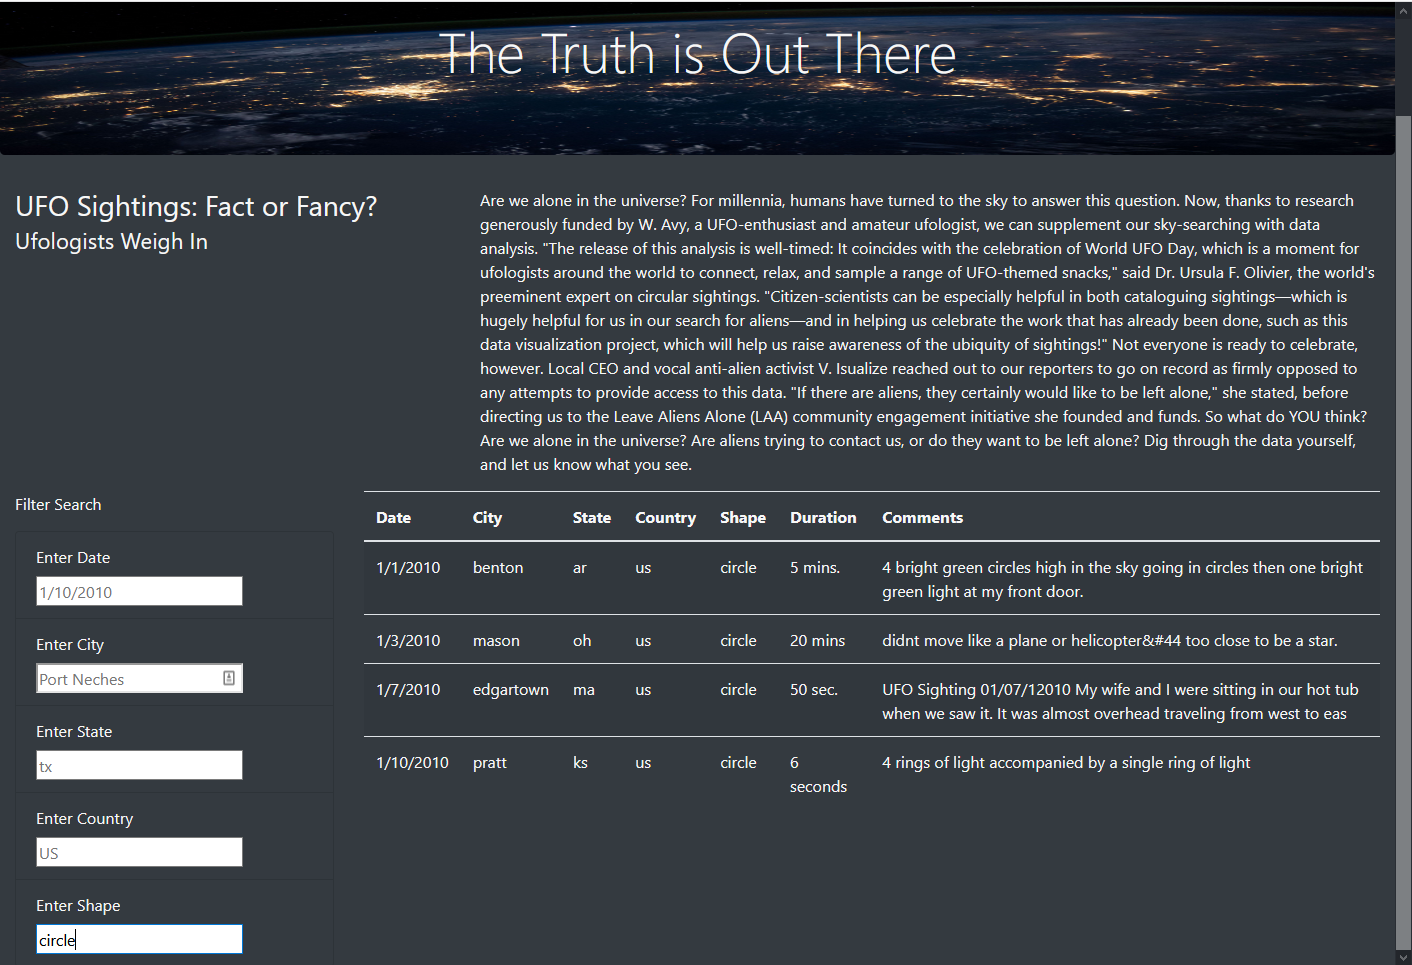 The Truth is Out There
UFO Sightings: Fact or Fancy?
Ufologists Weigh In
Are we alone in the universe? For millennia, humans have turned to the sky to answer this question. Now, thanks to research
generously funded by W. Avy, a UFO-enthusiast and amateur ufologist, we can supplement our sky-searching with data
analysis. "The release of this analysis is well-timed: It coincides with the celebration of World UFO Day, which is a moment for
ufologists around the world to connect, relax, and sample a range of UFO-themed snacks," said Dr. Ursula F. Olivier, the world's
preeminent expert on circular sightings. "Citizen-scientists can be especially helpful in both cataloguing sightings—which is
hugely helpful for us in our search for aliens—and in helping us celebrate the work that has already been done, such as this
data visualization project, which will help us raise awareness of the ubiquity of sightings!" Not everyone is ready to celebrate,
however. Local CEO and vocal anti-alien activist V. Isualize reached out to our reporters to go on record as firmly opposed to
any attempts to provide access to this data. "If there are aliens, they certainly would like to be left alone," she stated, before
directing us to the Leave Aliens Alone (LAA) community engagement initiative she founded and funds. So what do YOU think?
Are we alone in the universe? Are aliens trying to contact us, or do they want to be left alone? Dig through the data yourself,
and let us know what you see.
Filter Search
Enter Date
1/10/2010
Enter City
Port Neches
Enter State
tx
Enter Country
US
Enter Shape
circle
Date City State Country Shape Duration Comments
1/1/2010 benton ar us circle 5 mins. 4 bright green circles high in the sky going in circles then one bright
green light at my front door.
1/3/2010 mason oh us circle 20 mins didnt move like a plane or helicopter&#44 too close to be a star.
1/7/2010 edgartown ma us circle 50 sec. UFO Sighting 01/07/12010 My wife and I were sitting in our hot tub
when we saw it. It was almost overhead traveling from west to eas
1/10/2010 pratt ks us circle 6 4 rings of light accompanied by a single ring of light
seconds